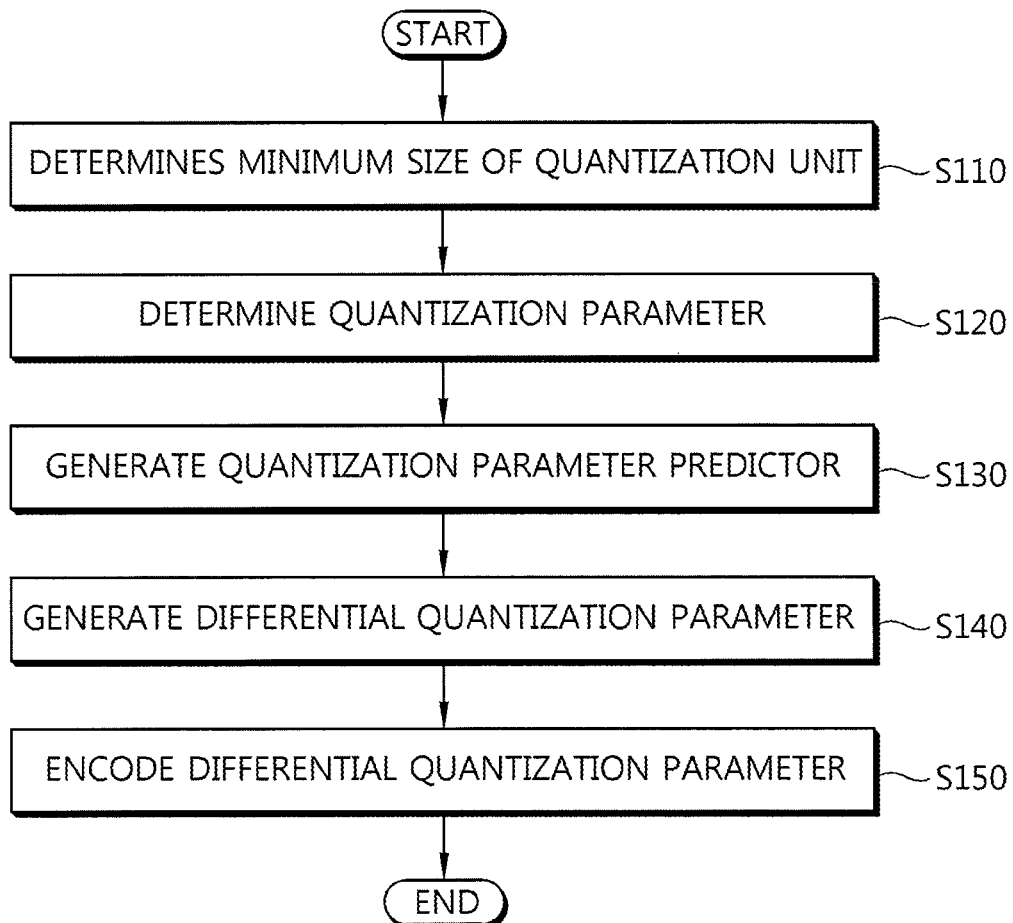 START
DETERMINES MINIMUM SIZE OF QUANTIZATION UNIT
S110
DETERMINE QUANTIZATION PARAMETER
S120
GENERATE QUANTIZATION PARAMETER PREDICTOR
S130
GENERATE DIFFERENTIAL QUANTIZATION PARAMETER
S140
ENCODE DIFFERENTIAL QUANTIZATION PARAMETER
S150
END